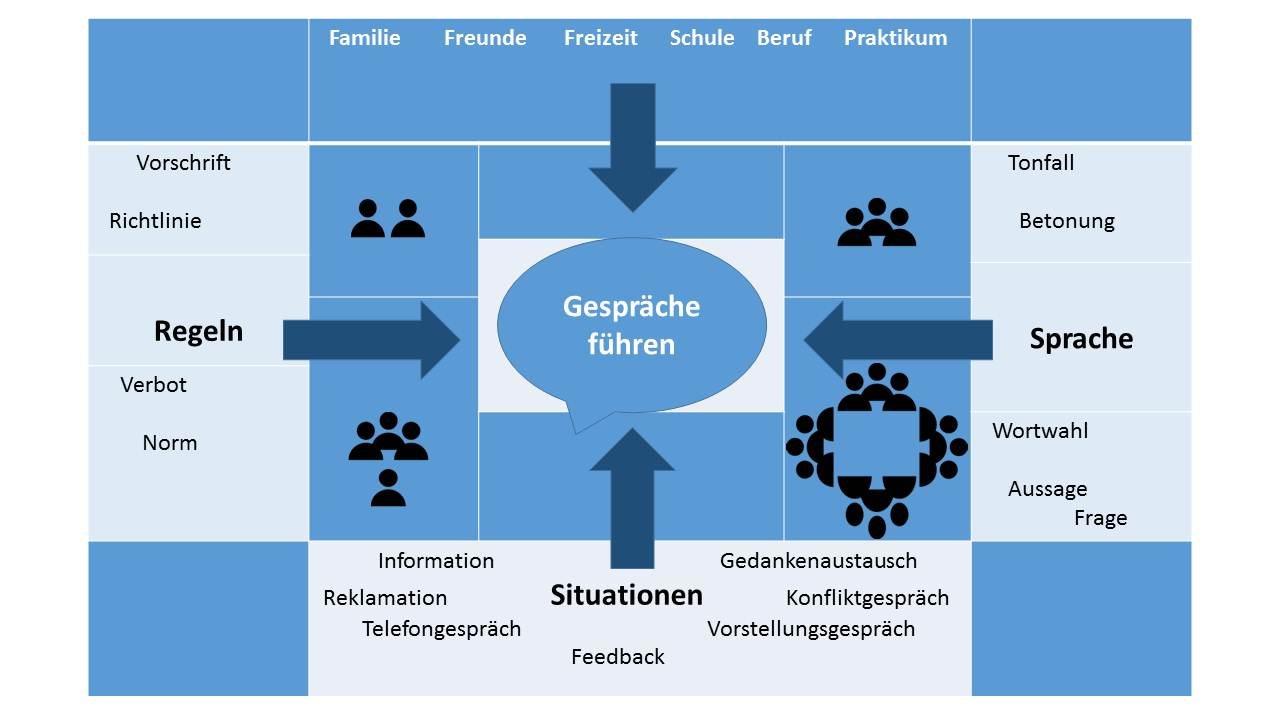 Familie Freunde Freizeit Schule Beruf Praktikum
Vorschrift
Richtlinie
Regeln
Verbot
Norm
Gespräche
führen
Tonfall
Betonung
Sprache
Wortwahl
Aussage
Frage
Information
Gedankenaustausch
Reklamation
Situationen
Konfliktgespräch
Telefongespräch
Vorstellungsgespräch
Feedback